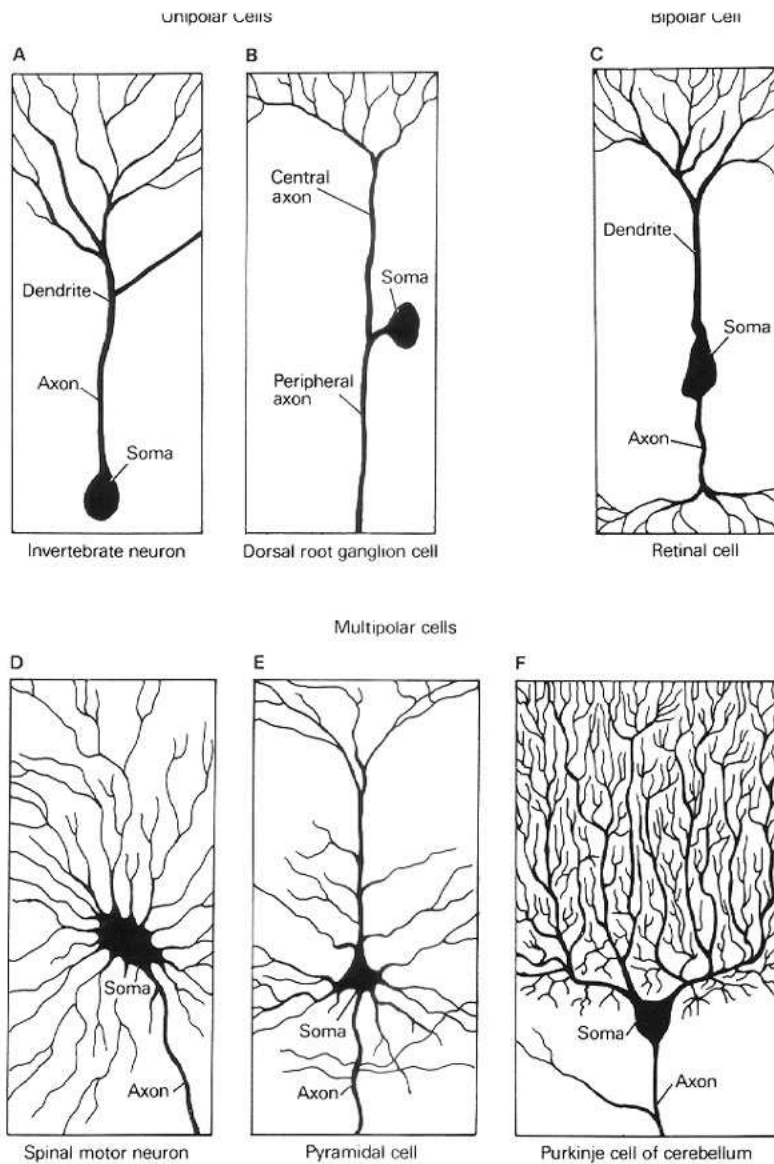 Unipolar Cells
Bipolar Cell
A
B
C
Central
axon
Dendrite
Soma
Dendrite
Soma
Axon
Peripheral
axon
Soma
Axon
Invertebrate neuron
Dorsal root ganglion cell
Retinal cell
Multipolar cells
D
E
F
Soma
Soma
Soma
Axon
Axon
Axon
Spinal motor neuron
Pyramidal cell
Purkinje cell of cerebellum